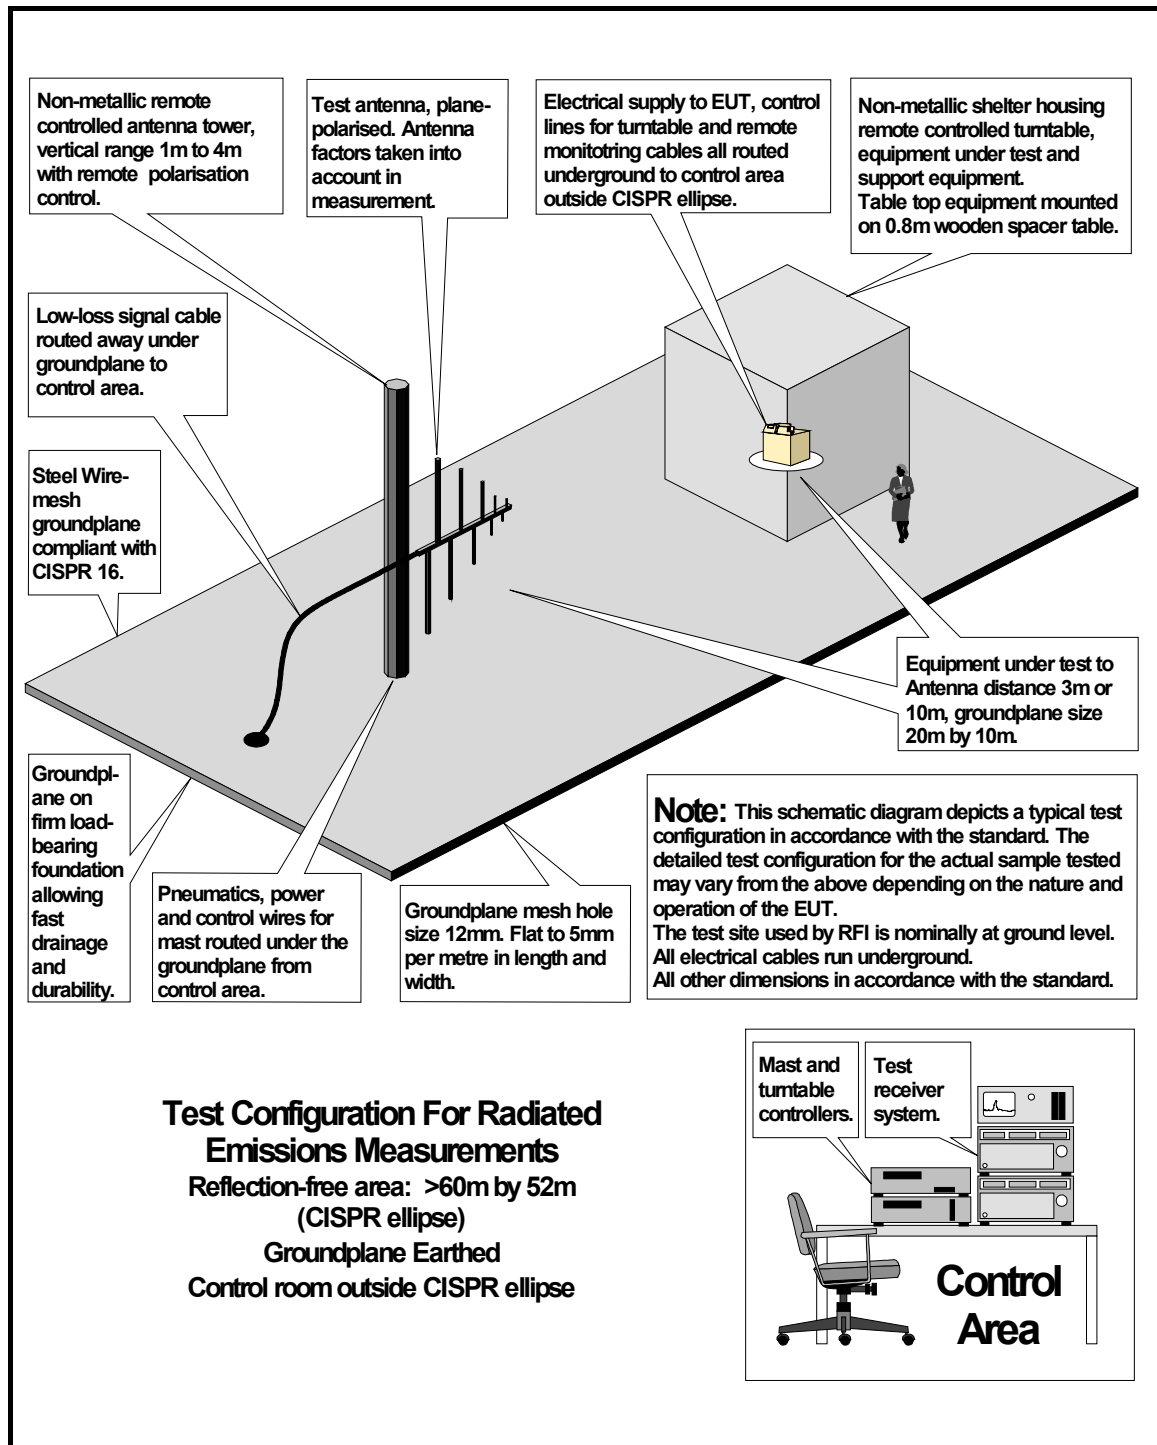 Non-metallic remote
controlled antenna tower,
vertical range 1m to 4m
with remote polarisation
control.
Test antenna, plane-
polarised. Antenna
factors taken into
account in
measurement.
Electrical supply to EUT, control
lines for turntable and remote
monitotring cables all routed
underground to control area
outside CISPR ellipse.
Non-metallic shelter housing
remote controlled turntable,
equipment under test and
support equipment.
Table top equipment mounted
on 0.8m wooden spacer table.
Low-loss signal cable
routed away under
groundplane to
control area.
Steel Wire-
mesh
groundplane
compliant with
CISPR 16.
Equipment under test to
Antenna distance 3m or
10m, groundplane size
20m by 10m.
Groundpl-
ane on
firm load-
bearing
foundation
allowing
fast
drainage
and
durability.
Pneumatics, power
and control wires for
mast routed under the
groundplane from
control area.
Groundplane mesh hole
size 12mm. Flat to 5mm
per metre in length and
width.
Note: This schematic diagram depicts a typical test
configuration in accordance with the standard. The
detailed test configuration for the actual sample tested
may vary from the above depending on the nature and
operation of the EUT.
The test site used by RFI is nominally at ground level.
All electrical cables run underground.
All other dimensions in accordance with the standard.
Test Configuration For Radiated
Emissions Measurements
Reflection-free area: >60m by 52m
(CISPR ellipse)
Groundplane Earthed
Control room outside CISPR ellipse
Mast and
turntable
controllers.
Test
receiver
system.
Control
Area